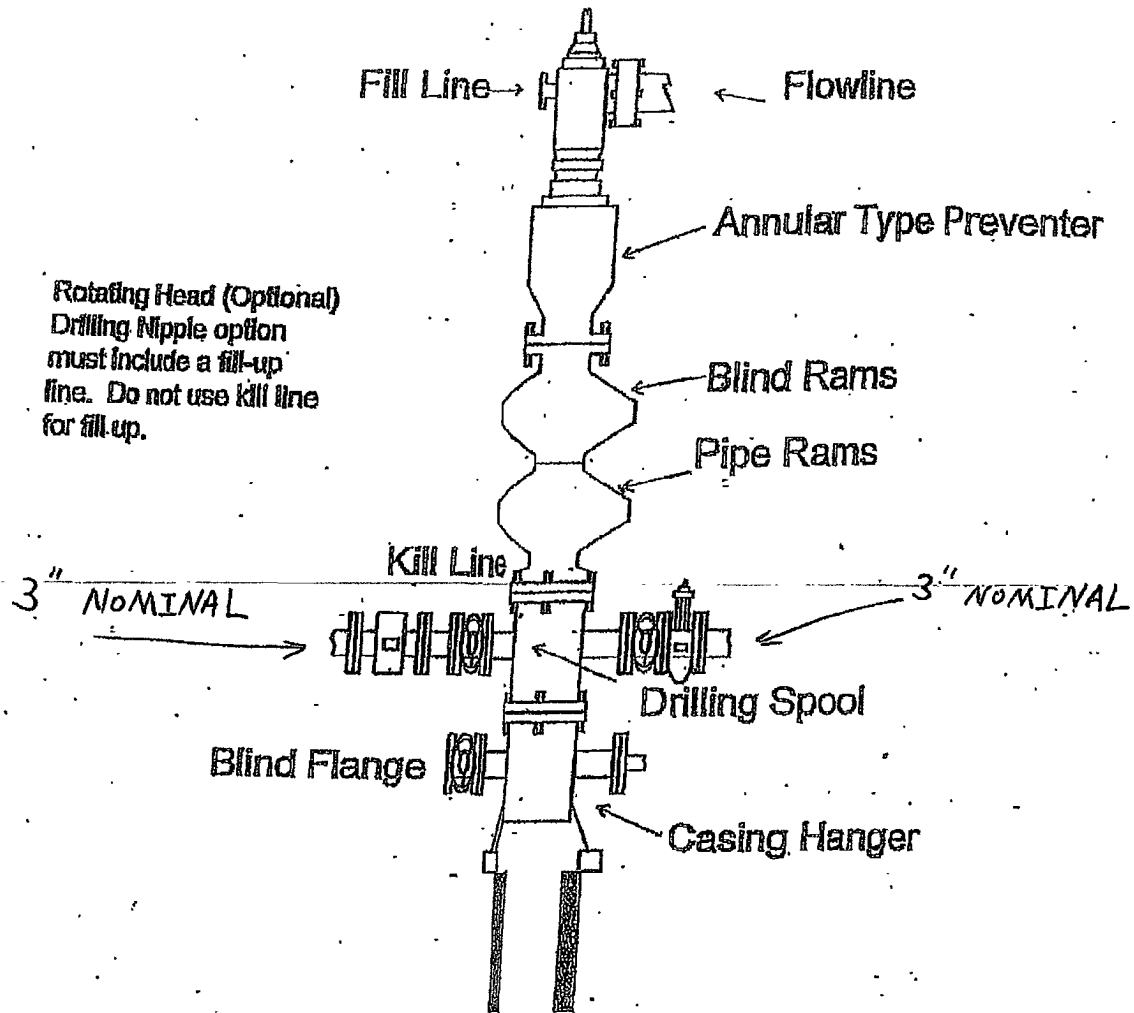 Fill Line
Flowline
Annular Type Preventer
Rotating Head (Optional)
Drilling Nipple option
must include a fill-up
line. Do not use kill line
for fill-up.
Blind Rams
Pipe Rams
Kill Line
3" NOMINAL
3" NOMINAL
Drilling Spool
Blind Flange
Casing Hanger